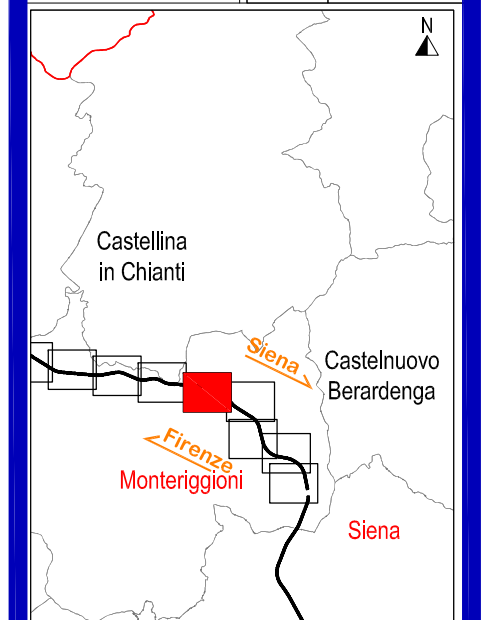 N
Castellina
in Chianti
Siena
Castelnuovo
Berardenga
Firenze
Monteriggioni
Siena